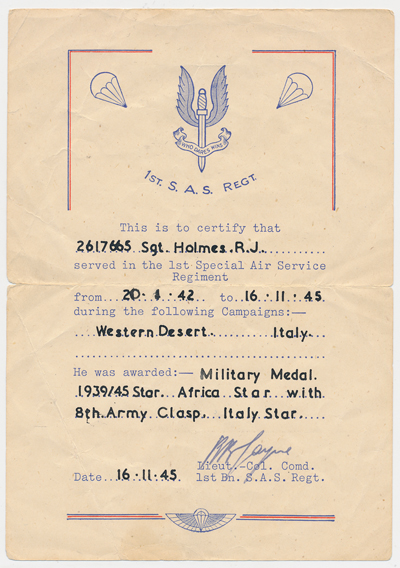 WHO DARES WINS
1ST. S. A. S. REGT.
This is to certify that
2617665 Sgt. Holmes. R.J.............
served in the 1st Special Air Service
Regiment
from...20..1..42...to..16..11..45.
during the following Campaigns:—
....Western Desert............Italy...
He was awarded:— Military Medal.
1939/45 Star. Africa Star with.
8th. Army Clasp. Italy Star....
Lieut.-Col. Comd.
Date..16.11.45. 1st Bn. S.A.S. Regt.